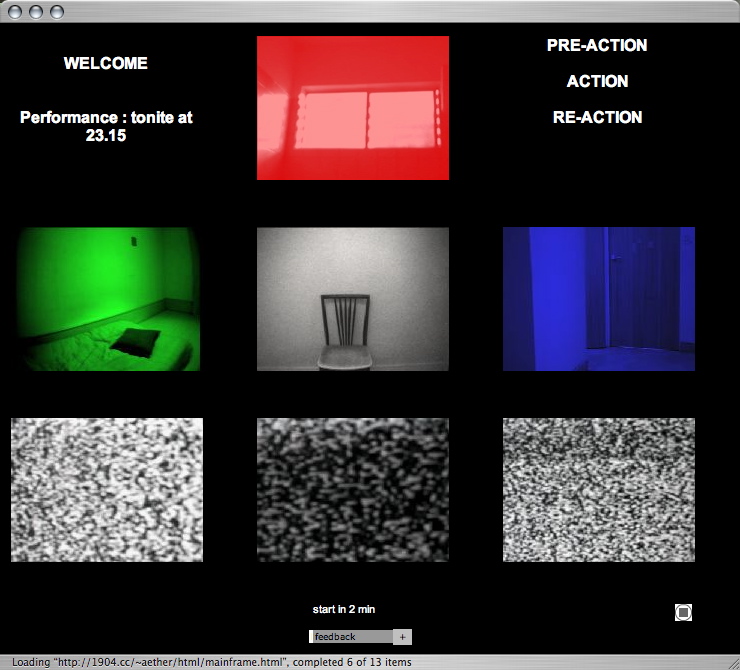 WELCOME
Performance : tonite at
23.15
PRE-ACTION
ACTION
RE-ACTION
start in 2 min
feedback
+
Loading "http://1904.cc/~aether/html/mainframe.html", completed 6 of 13 items